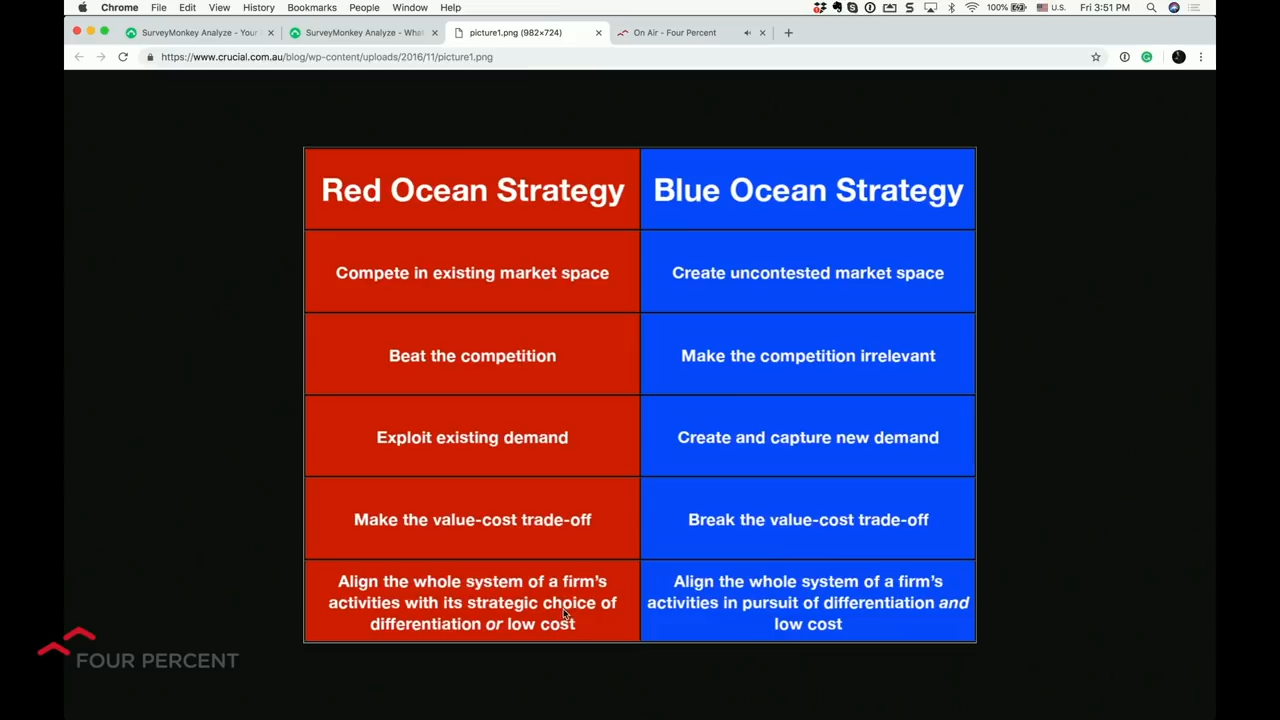 Chrome File Edit View History Bookmarks People Window Help
100% U.S. Fri 3:51 PM
SurveyMonkey Analyze - Your
SurveyMonkey Analyze - What
picture1.png (982×724)
On Air - Four Percent
https://www.crucial.com.au/blog/wp-content/uploads/2016/11/picture1.png
Red Ocean Strategy
Blue Ocean Strategy
Compete in existing market space
Create uncontested market space
Beat the competition
Make the competition irrelevant
Exploit existing demand
Create and capture new demand
Make the value-cost trade-off
Break the value-cost trade-off
Align the whole system of a firm's
activities with its strategic choice of
differentiation or low cost
Align the whole system of a firm's
activities in pursuit of differentiation and
low cost
FOUR PERCENT